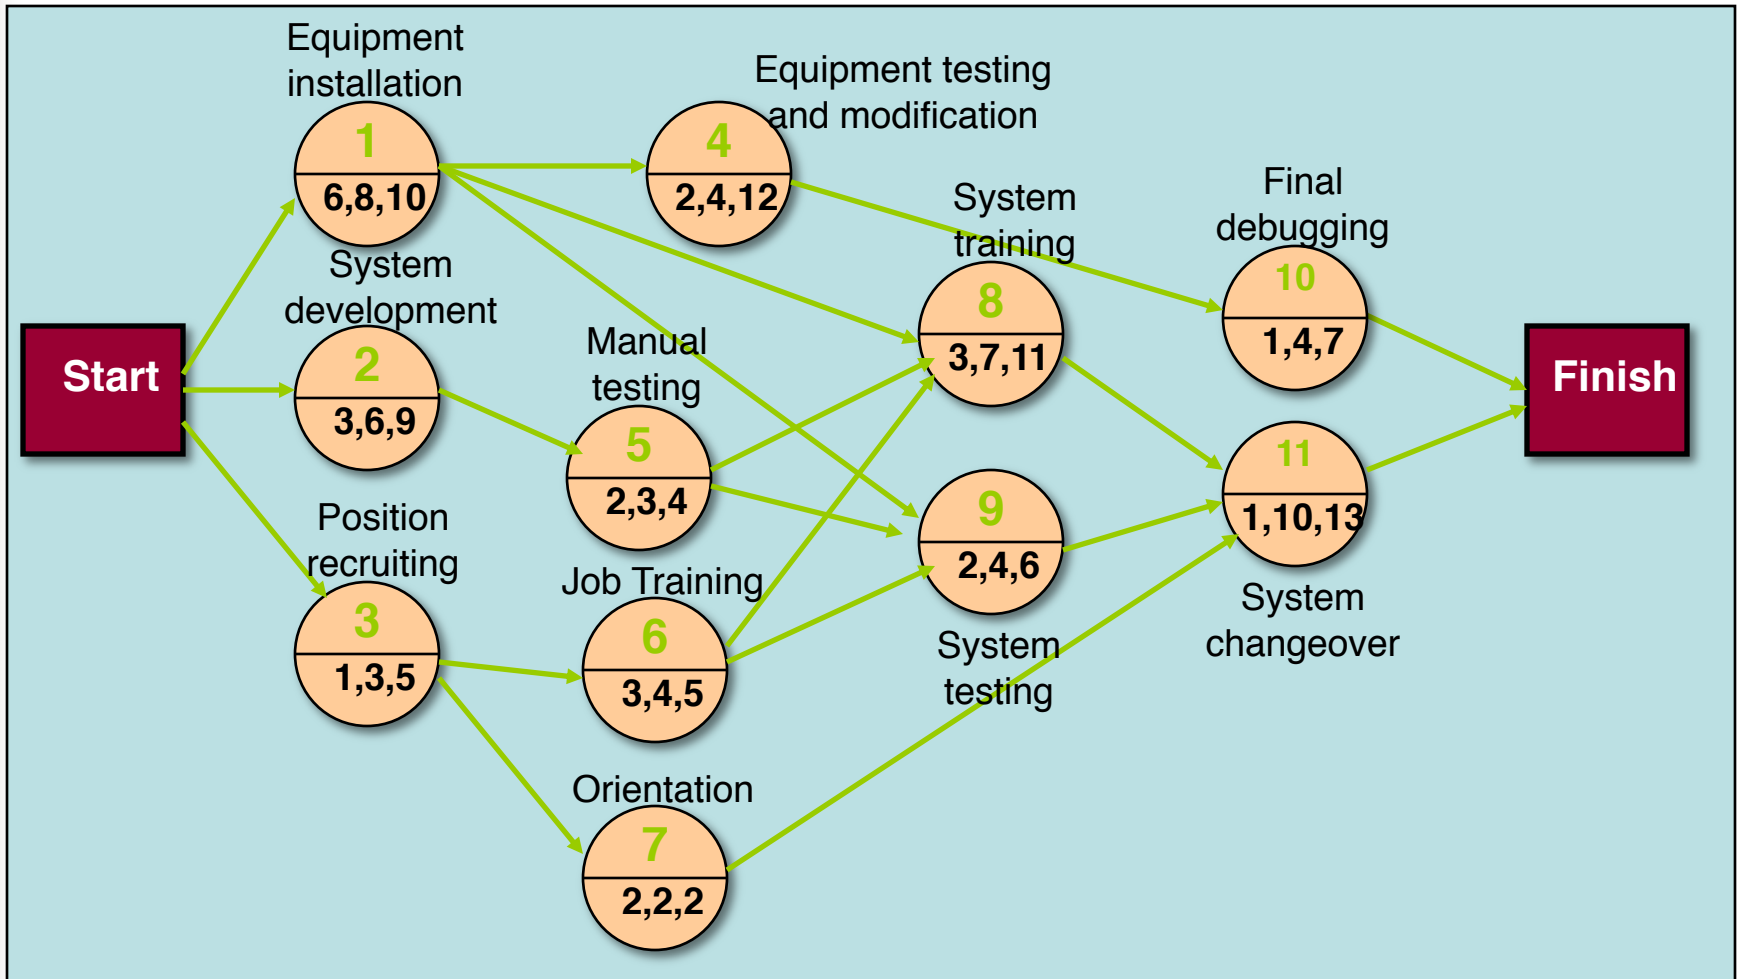 Equipment
installation
1
6,8,10
Equipment testing
and modification
4
2,4,12
System
training
8
3,7,11
Final
debugging
10
1,4,7
System
development
2
3,6,9
Start
Manual
testing
5
2,3,4
Finish
Position
recruiting
3
1,3,5
Job Training
6
3,4,5
9
2,4,6
System
testing
11
1,10,13
System
changeover
Orientation
7
2,2,2